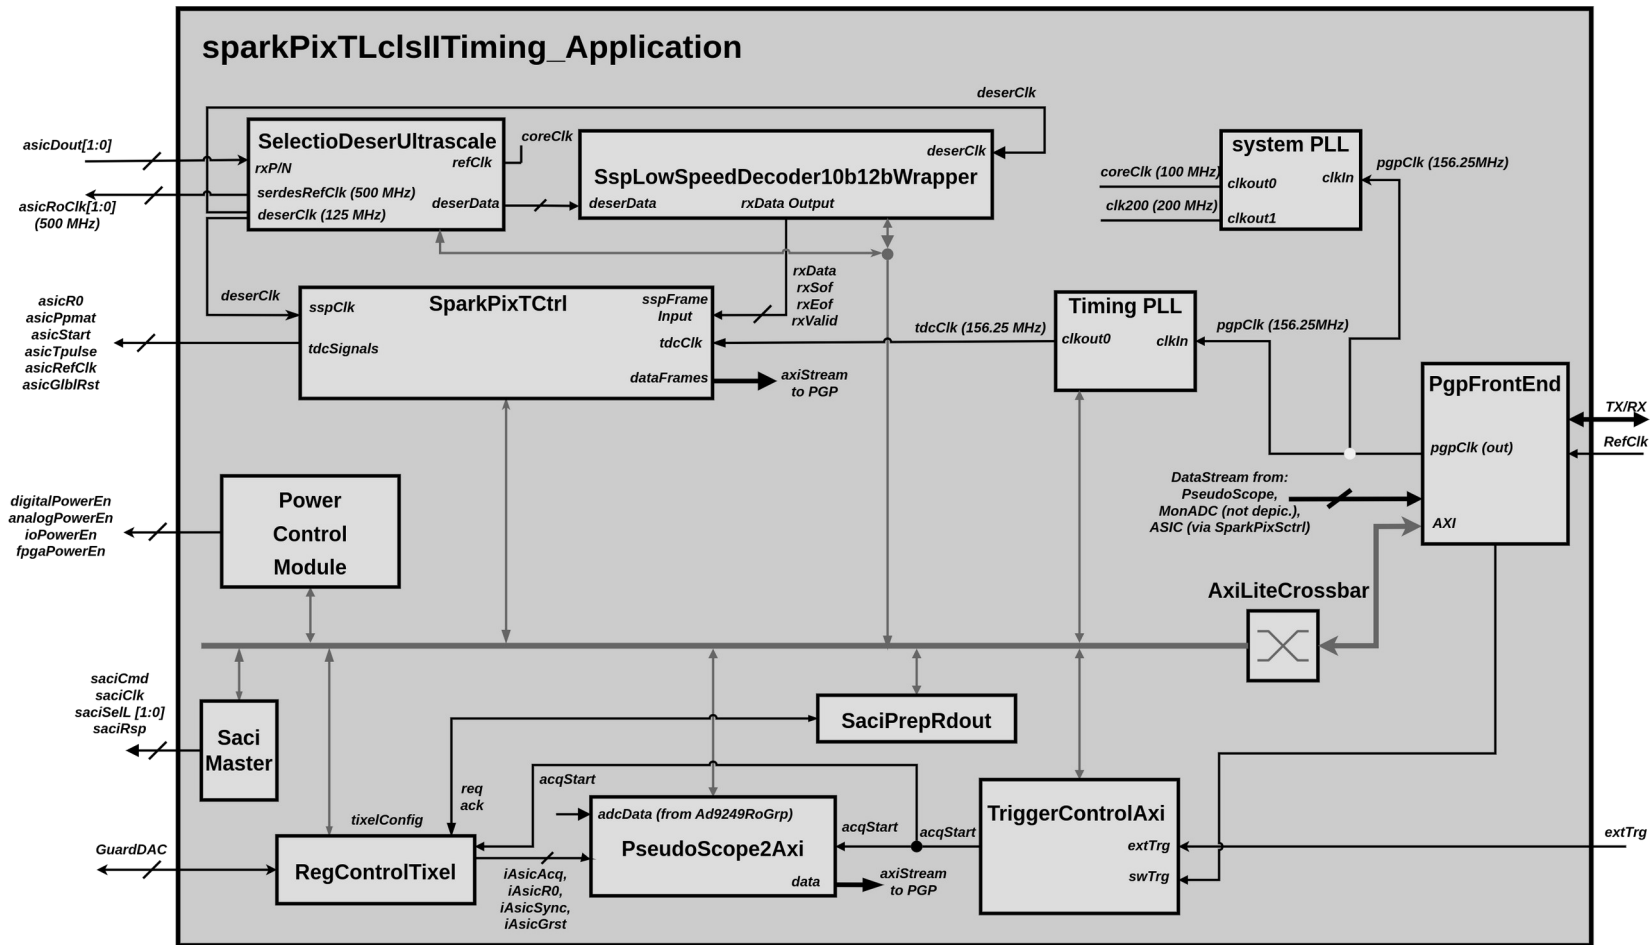 sparkPixTLclsIITiming_Application
deserClk
asicDout[1:0]
SelectioDeserUltrascale
coreClk
refClk
rxP/N
serdesRefClk (500 MHz)
deserClk (125 MHz)
deserData
asicRoClk[1:0]
(500 MHz)
deserClk
SspLowSpeedDecoder10b12bWrapper
deserData
rxData Output
system PLL
coreClk (100 MHz)
clkout0
clk200 (200 MHz)
clkout1
clkIn
pgpClk (156.25MHz)
rxData
rxSof
rxEof
rxValid
deserClk
SparkPixTCtrl
sspClk
sspFrame
Input
tdcSignals
tdcClk
dataFrames
axiStream
to PGP
asicR0
asicPpmat
asicStart
asicTpulse
asicRefClk
asicGlblRst
tdcClk (156.25 MHz)
Timing PLL
clkout0
clkIn
pgpClk (156.25MHz)
PgpFrontEnd
pgpClk (out)
AXI
TX/RX
RefClk
DataStream from:
PseudoScope,
MonADC (not depic.),
ASIC (via SparkPixSctrl)
Power
Control
Module
digitalPowerEn
analogPowerEn
ioPowerEn
fpgaPowerEn
AxiLiteCrossbar
saciCmd
saciClk
saciSelL [1:0]
saciRsp
Saci
Master
SaciPrepRdout
req
ack
acqStart
tixelConfig
GuardDAC
RegControlTixel
iAsicAcq,
iAsicR0,
iAsicSync,
iAsicGrst
adcData (from Ad9249RoGrp)
PseudoScope2Axi
data
axiStream
to PGP
acqStart
acqStart
TriggerControlAxi
extTrg
swTrg
extTrg